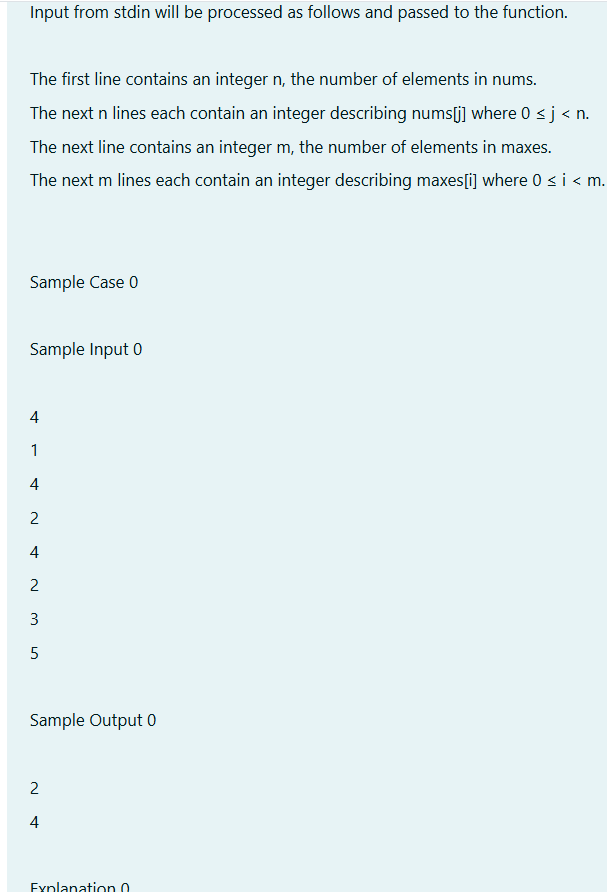 Input from stdin will be processed as follows and passed to the function.
The first line contains an integer n, the number of elements in nums.
The next n lines each contain an integer describing nums[j] where 0 ≤ j < n.
The next line contains an integer m, the number of elements in maxes.
The next m lines each contain an integer describing maxes[i] where 0 ≤ i < m.
Sample Case 0
Sample Input 0
4
1
4
2
4
2
3
5
Sample Output 0
2
4
Explanation 0